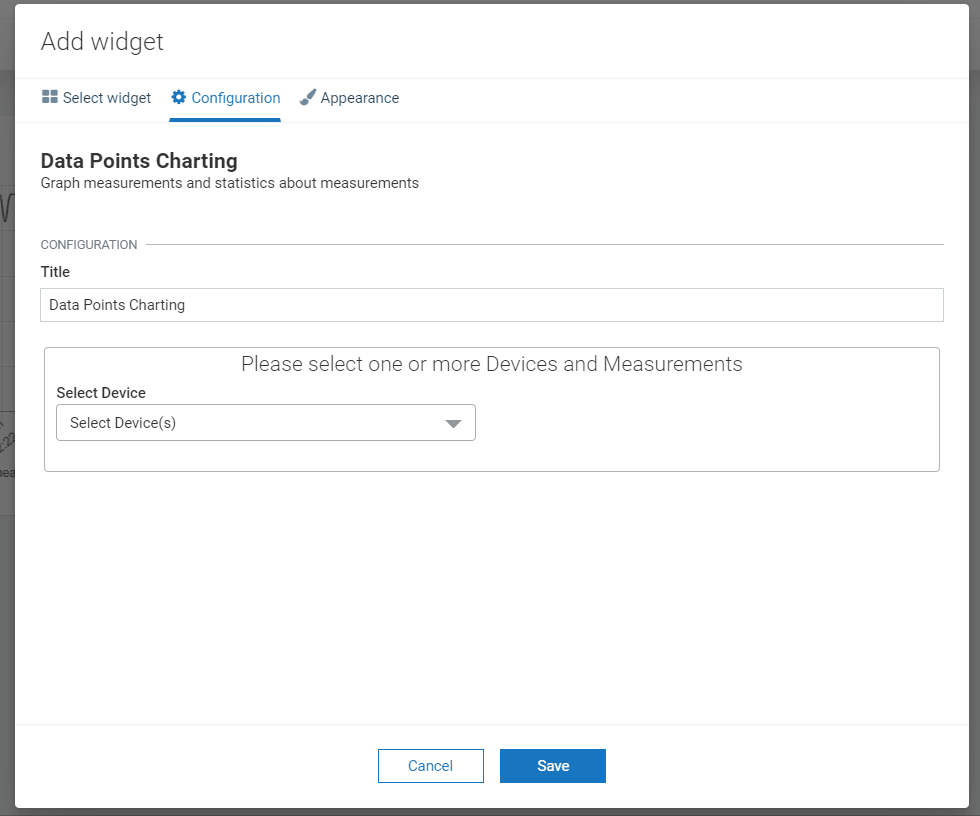 Add widget
Select widget
Configuration
Appearance
Data Points Charting
Graph measurements and statistics about measurements
CONFIGURATION
Title
Data Points Charting
Please select one or more Devices and Measurements
Select Device
Select Device(s)
Cancel
Save